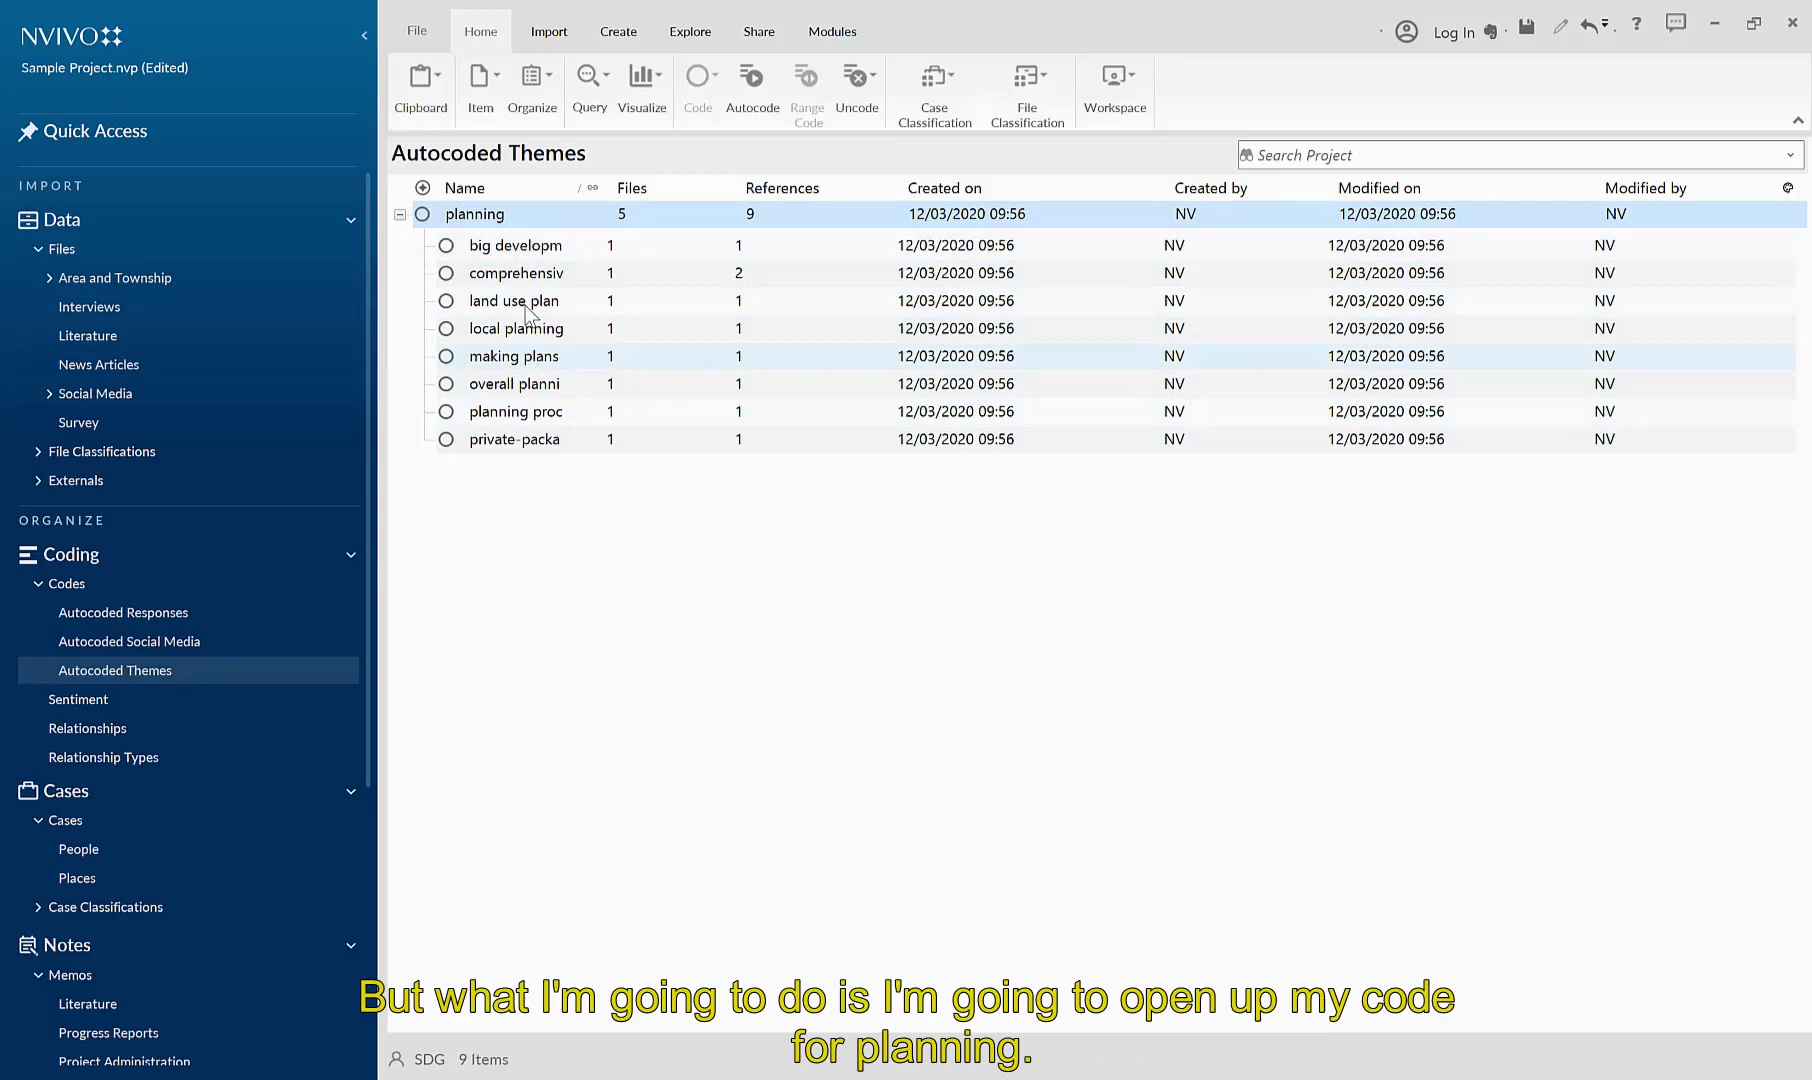 NVIVO
Sample Project.nvp (Edited)
Quick Access
IMPORT
Data
Files
Area and Township
Interviews
Literature
News Articles
Social Media
Survey
File Classifications
Externals
ORGANIZE
Coding
Codes
Autocoded Responses
Autocoded Social Media
Autocoded Themes
Sentiment
Relationships
Relationship Types
Cases
Cases
People
Places
Case Classifications
Notes
Memos
Literature
Progress Reports
Project Administration
File Home Import Create Explore Share Modules
Log In ?
Clipboard Item Organize Query Visualize Code Autocode Range Code Uncode Case Classification File Classification Workspace
Autocoded Themes
Search Project
Name Files References Created on Created by Modified on Modified by
planning 5 9 12/03/2020 09:56 NV 12/03/2020 09:56 NV
big developm 1 1 12/03/2020 09:56 NV 12/03/2020 09:56 NV
comprehensiv 1 2 12/03/2020 09:56 NV 12/03/2020 09:56 NV
land use plan 1 1 12/03/2020 09:56 NV 12/03/2020 09:56 NV
local planning 1 1 12/03/2020 09:56 NV 12/03/2020 09:56 NV
making plans 1 1 12/03/2020 09:56 NV 12/03/2020 09:56 NV
overall planni 1 1 12/03/2020 09:56 NV 12/03/2020 09:56 NV
planning proc 1 1 12/03/2020 09:56 NV 12/03/2020 09:56 NV
private-packa 1 1 12/03/2020 09:56 NV 12/03/2020 09:56 NV
But what I'm going to do is I'm going to open up my code
for planning.
SDG 9 Items